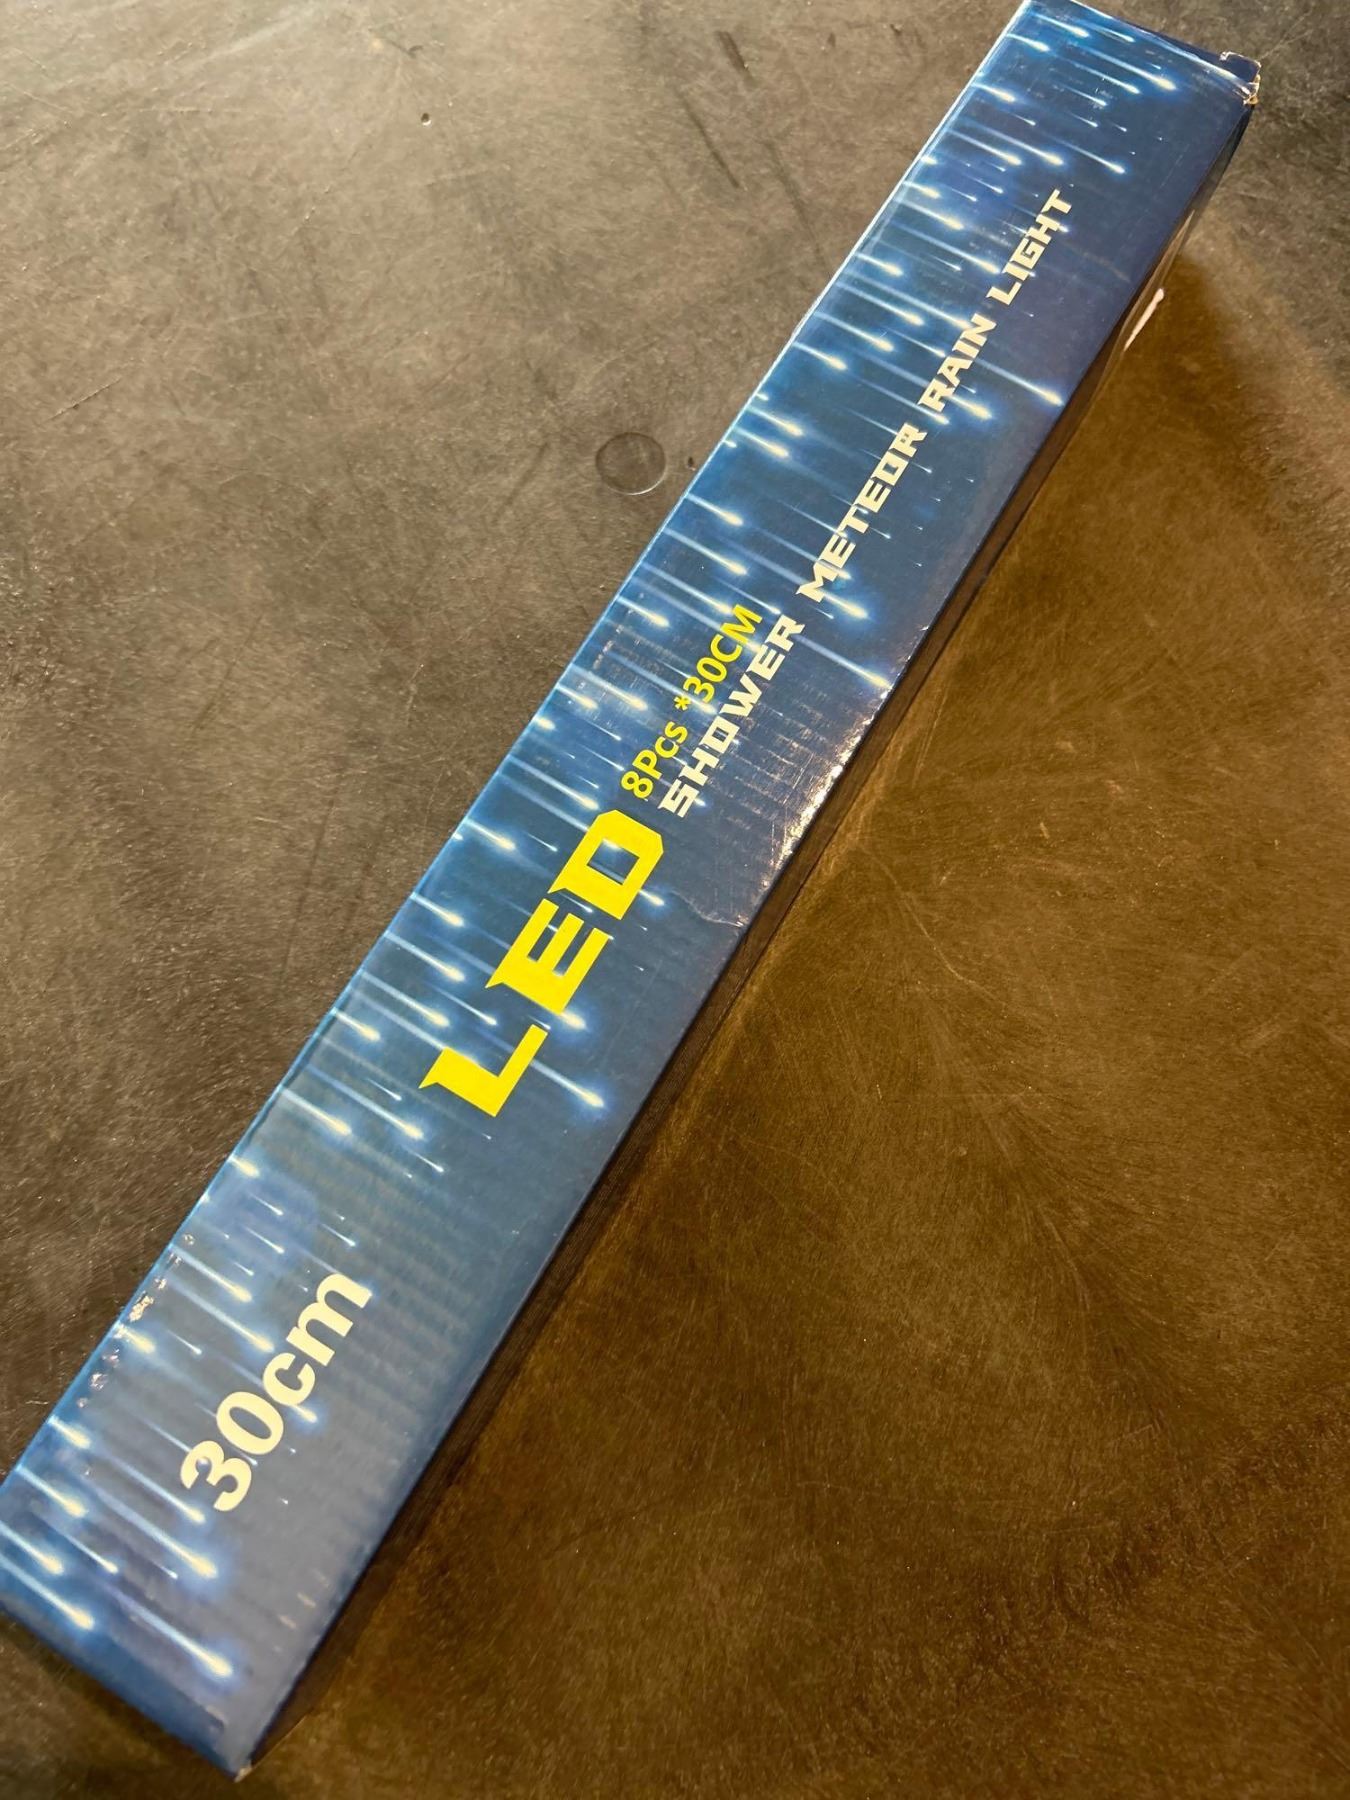 30cm
LED
8Pcs *30CM
SHOWER METEOR RAIN LIGHT